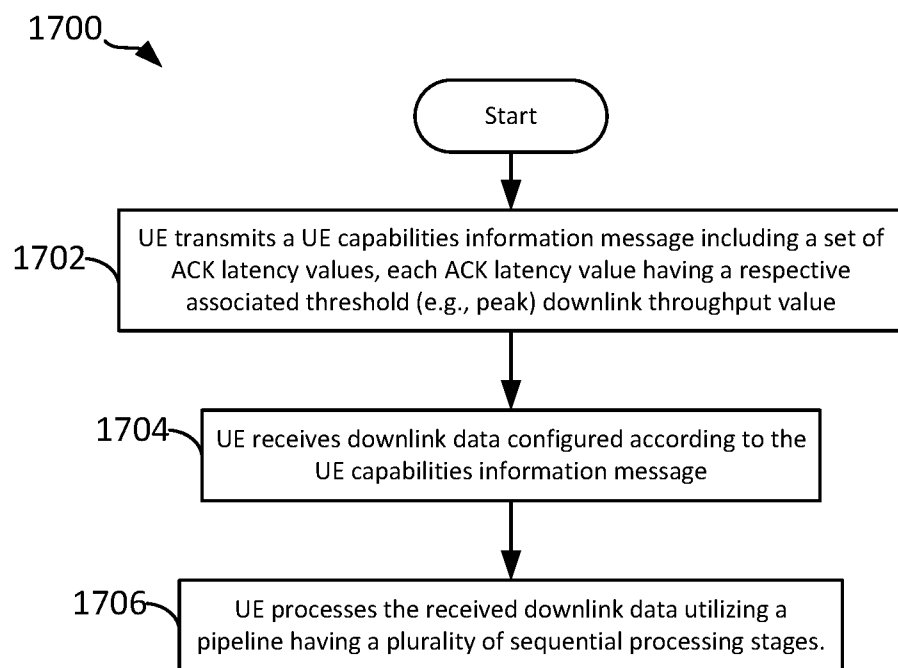 1700
Start
1702
UE transmits a UE capabilities information message including a set of
ACK latency values, each ACK latency value having a respective
associated threshold (e.g., peak) downlink throughput value
1704
UE receives downlink data configured according to the
UE capabilities information message
1706
UE processes the received downlink data utilizing a
pipeline having a plurality of sequential processing stages.